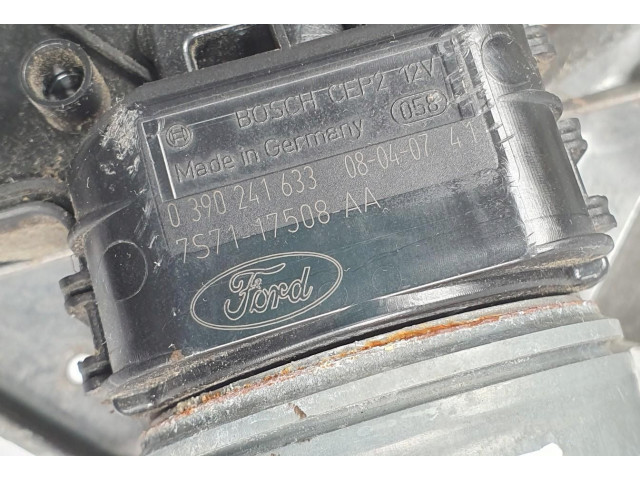 BOSCH CEP2 12V
Made in Germany 058
0 390 241 633 08-04-07 41
7S71-17508-AA
Ford